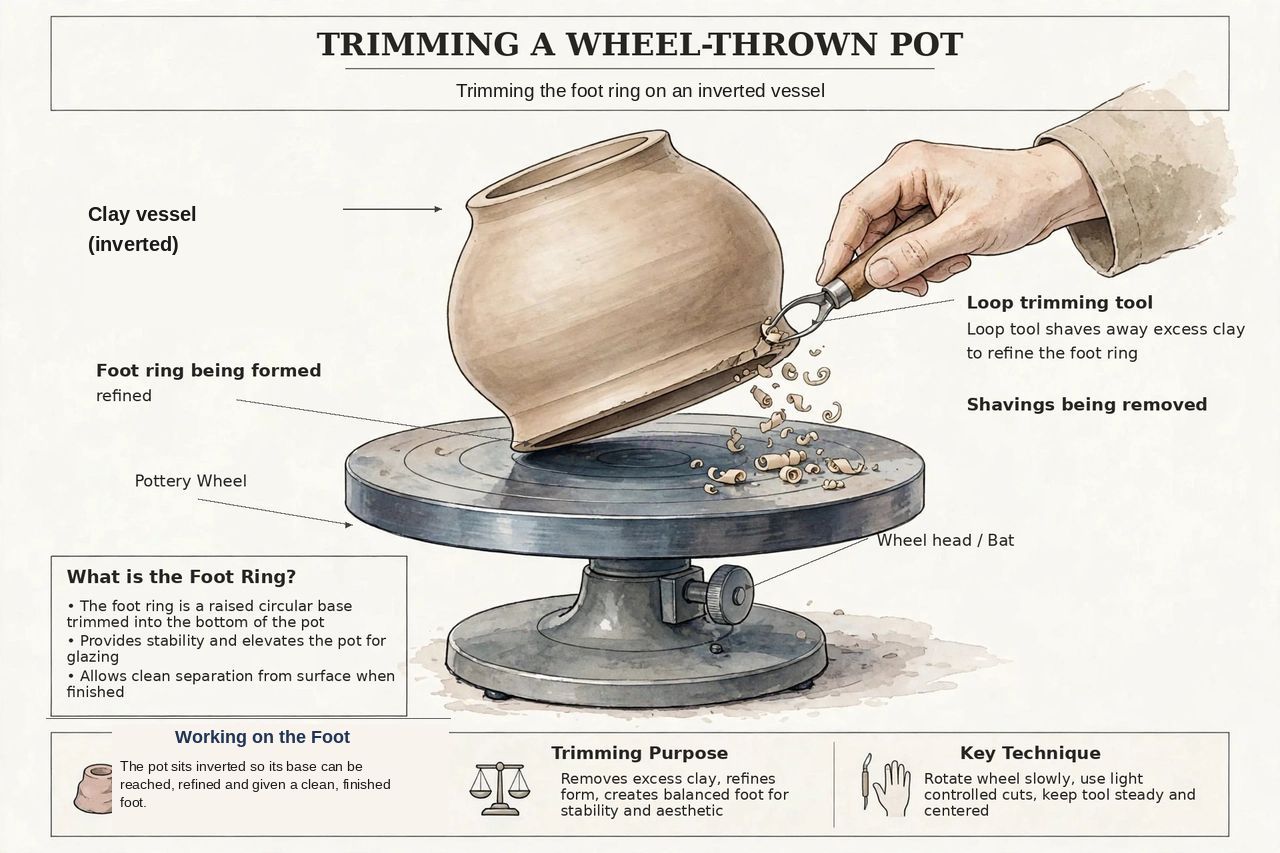 TRIMMING A WHEEL-THROWN POT
Trimming the foot ring on an inverted vessel
Clay vessel
(inverted)
Foot ring being formed
refined
Pottery Wheel
Loop trimming tool
Loop tool shaves away excess clay
to refine the foot ring
Shavings being removed
Wheel head / Bat
What is the Foot Ring?
• The foot ring is a raised circular base
trimmed into the bottom of the pot
• Provides stability and elevates the pot for
glazing
• Allows clean separation from surface when
finished
Working on the Foot
The pot sits inverted so its base can be
reached, refined and given a clean, finished
foot.
Trimming Purpose
Removes excess clay, refines
form, creates balanced foot for
stability and aesthetic
Key Technique
Rotate wheel slowly, use light
controlled cuts, keep tool steady and
centered